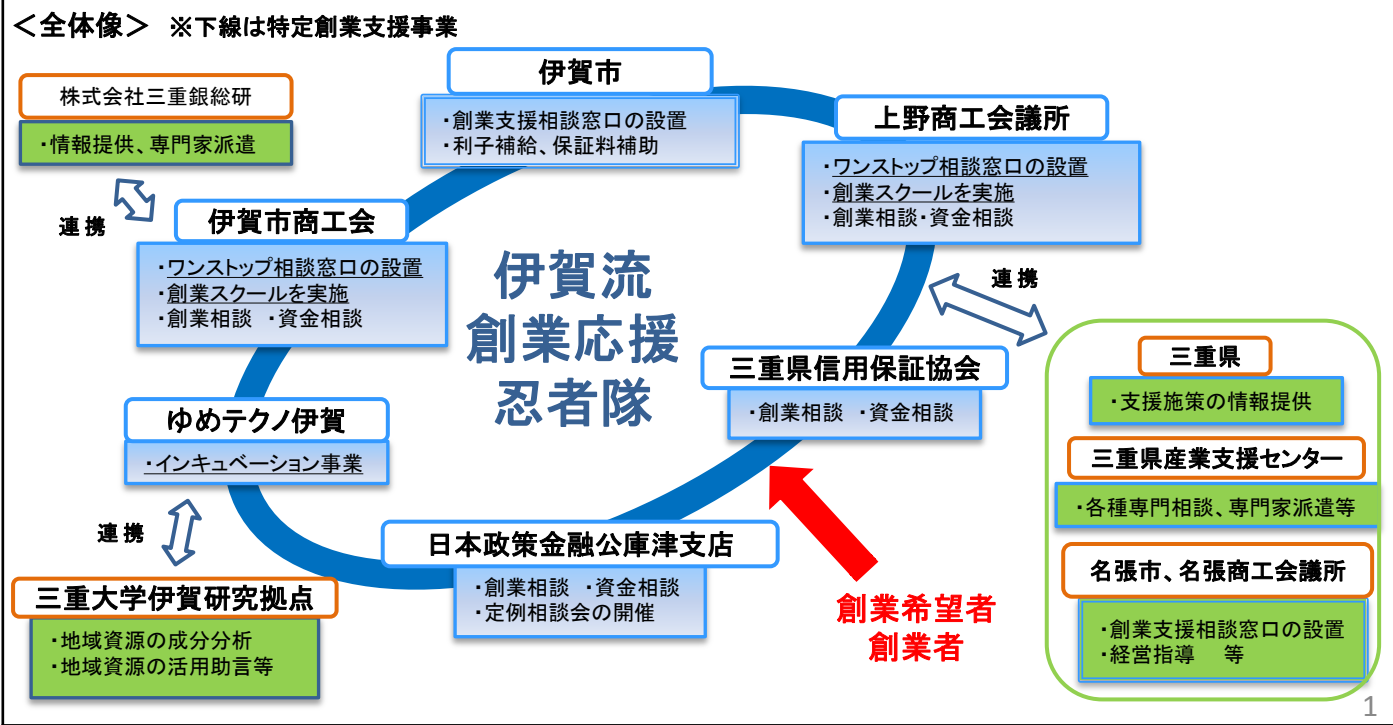 ＜全体像＞ ※下線は特定創業支援事業
株式会社三重銀総研
・情報提供、専門家派遣
連携
伊賀市
・創業支援相談窓口の設置
・利子補給、保証料補助
上野商工会議所
・ワンストップ相談窓口の設置
・創業スクールを実施
・創業相談・資金相談
伊賀市商工会
・ワンストップ相談窓口の設置
・創業スクールを実施
・創業相談 ・資金相談
伊賀流
創業応援
忍者隊
連携
三重県信用保証協会
・創業相談 ・資金相談
ゆめテクノ伊賀
・インキュベーション事業
連携
三重大学伊賀研究拠点
・地域資源の成分分析
・地域資源の活用助言等
日本政策金融公庫津支店
・創業相談 ・資金相談
・定例相談会の開催
創業希望者
創業者
三重県
・支援施策の情報提供
三重県産業支援センター
・各種専門相談、専門家派遣等
名張市、名張商工会議所
・創業支援相談窓口の設置
・経営指導 等
1